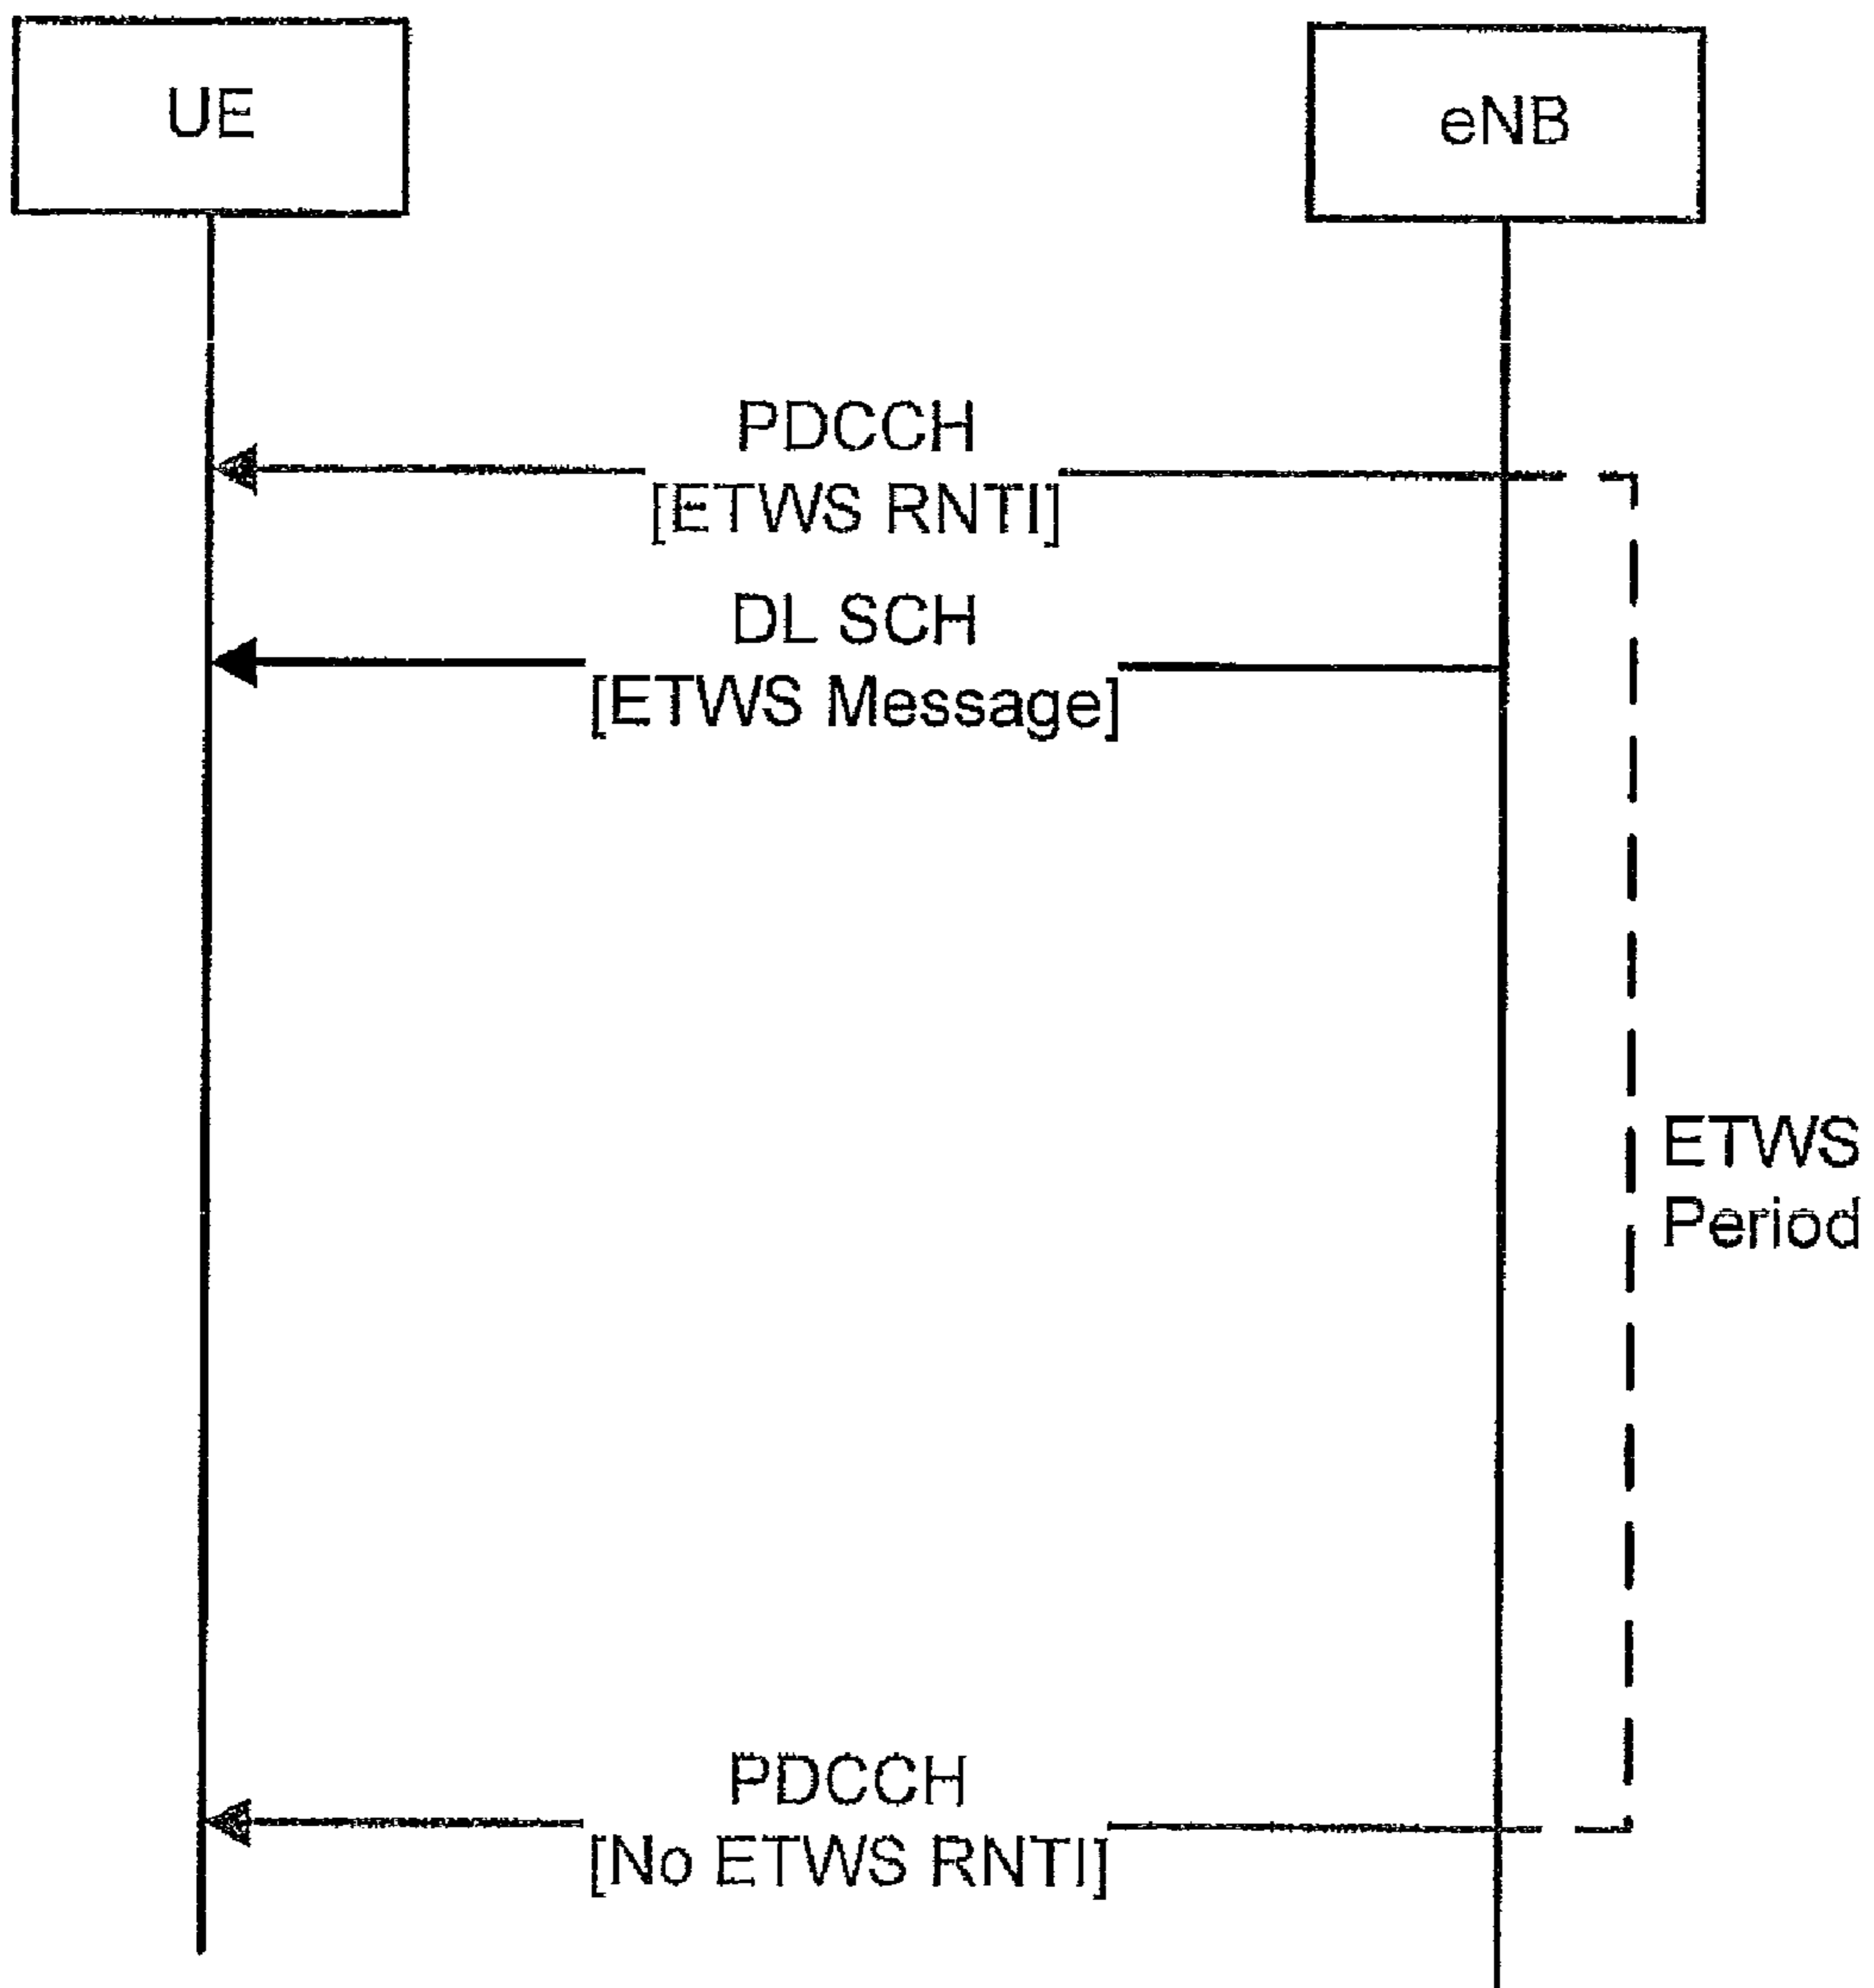 UE
eNB
PDCCH
[ETWS RNTI]
DL SCH
[ETWS Message]
ETWS
Period
PDCCH
[No ETWS RNTI]